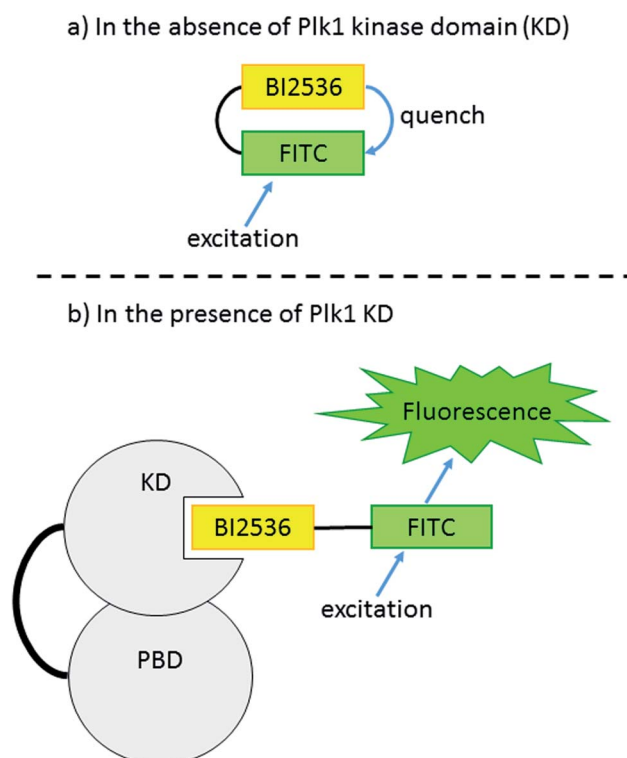 a) In the absence of Plk1 kinase domain (KD)
BI2536
quench
FITC
excitation
b) In the presence of Plk1 KD
Fluorescence
KD
BI2536
FITC
excitation
PBD